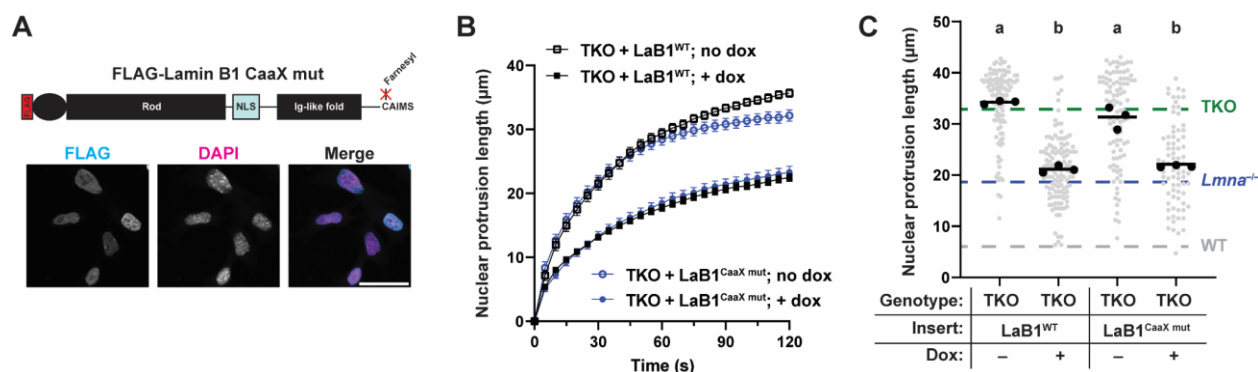 A
FLAG-Lamin B1 CaaX mut
Farnesyl
FLAG
Rod
NLS
Ig-like fold
CAIMS
FLAG
DAPI
Merge
B
Nuclear protrusion length (µm)
40
30
20
10
0
TKO + LaB1WT; no dox
TKO + LaB1WT; + dox
TKO + LaB1CaaX mut; no dox
TKO + LaB1CaaX mut; + dox
0
30
60
90
120
Time (s)
C
Nuclear protrusion length (µm)
50
40
30
20
10
0
a
b
a
b
TKO
Lmna–/–
WT
Genotype: TKO TKO TKO TKO
Insert: LaB1WT LaB1CaaX mut
Dox: – + – +